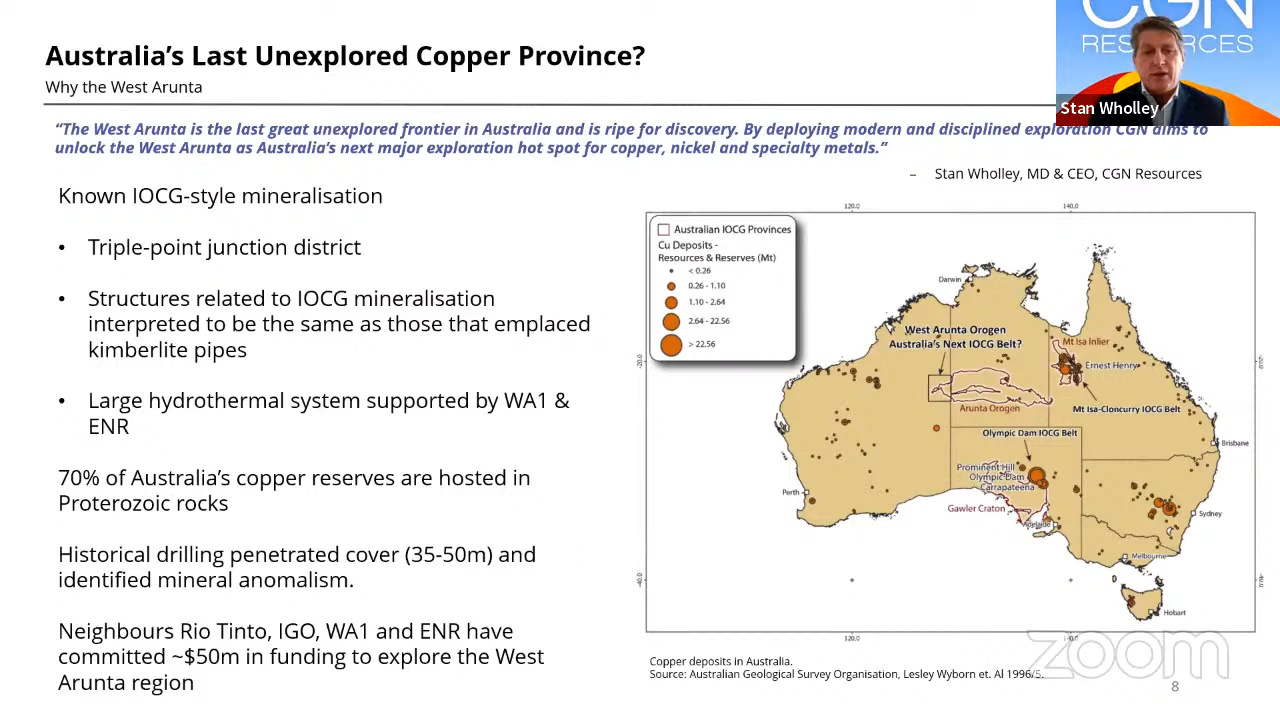 CGN
RESOURCES
Stan Wholley
Australia’s Last Unexplored Copper Province?
Why the West Arunta
“The West Arunta is the last great unexplored frontier in Australia and is ripe for discovery. By deploying modern and disciplined exploration CGN aims to
unlock the West Arunta as Australia’s next major exploration hot spot for copper, nickel and specialty metals.”
– Stan Wholley, MD & CEO, CGN Resources
Known IOCG-style mineralisation
• Triple-point junction district
• Structures related to IOCG mineralisation
interpreted to be the same as those that emplaced
kimberlite pipes
• Large hydrothermal system supported by WA1 &
ENR
70% of Australia’s copper reserves are hosted in
Proterozoic rocks
Historical drilling penetrated cover (35-50m) and
identified mineral anomalism.
Neighbours Rio Tinto, IGO, WA1 and ENR have
committed ~$50m in funding to explore the West
Arunta region
120.0 140.0
Australian IOCG Provinces
Cu Deposits -
Resources & Reserves (Mt)
< 0.26
0.26 - 1.10
1.10 - 2.64
2.64 - 22.56
> 22.56
Darwin
West Arunta Orogen
Australia’s Next IOCG Belt?
Mt Isa Inlier
-20.0
Ernest Henry
Arunta Orogen
Mt Isa-Cloncurry IOCG Belt
Olympic Dam IOCG Belt
Brisbane
Prominent Hill
Olympic Dam
Carrapateena
Perth
Gawler Craton
Adelaide
Sydney
Melbourne
-40.0
Hobart
120.0 140.0
Copper deposits in Australia.
Source: Australian Geological Survey Organisation, Lesley Wyborn et. Al 1996/5.
zoom
8